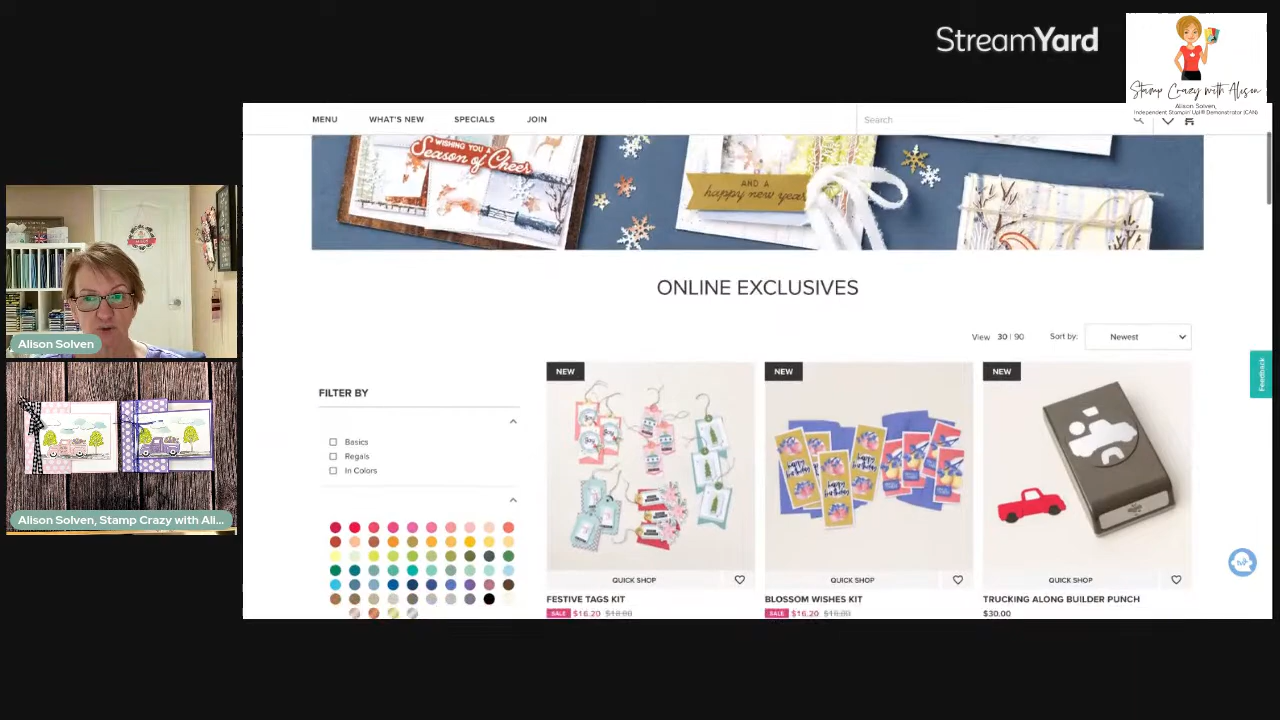 StreamYard
Stamp Crazy with Alison
Alison Solven,
Independent Stampin' Up!® Demonstrator (CAN)
MENU
WHAT'S NEW
SPECIALS
JOIN
Search
WISHING YOU A
Season of Cheer
AND A
happy new year
ONLINE EXCLUSIVES
View 30 | 90
Sort by:
Newest
Feedback
FILTER BY
Basics
Regals
In Colors
NEW
NEW
NEW
QUICK SHOP
QUICK SHOP
QUICK SHOP
FESTIVE TAGS KIT
SALE $16.20 $18.00
BLOSSOM WISHES KIT
SALE $16.20 $18.00
TRUCKING ALONG BUILDER PUNCH
$30.00
Alison Solven
Alison Solven, Stamp Crazy with Ali...